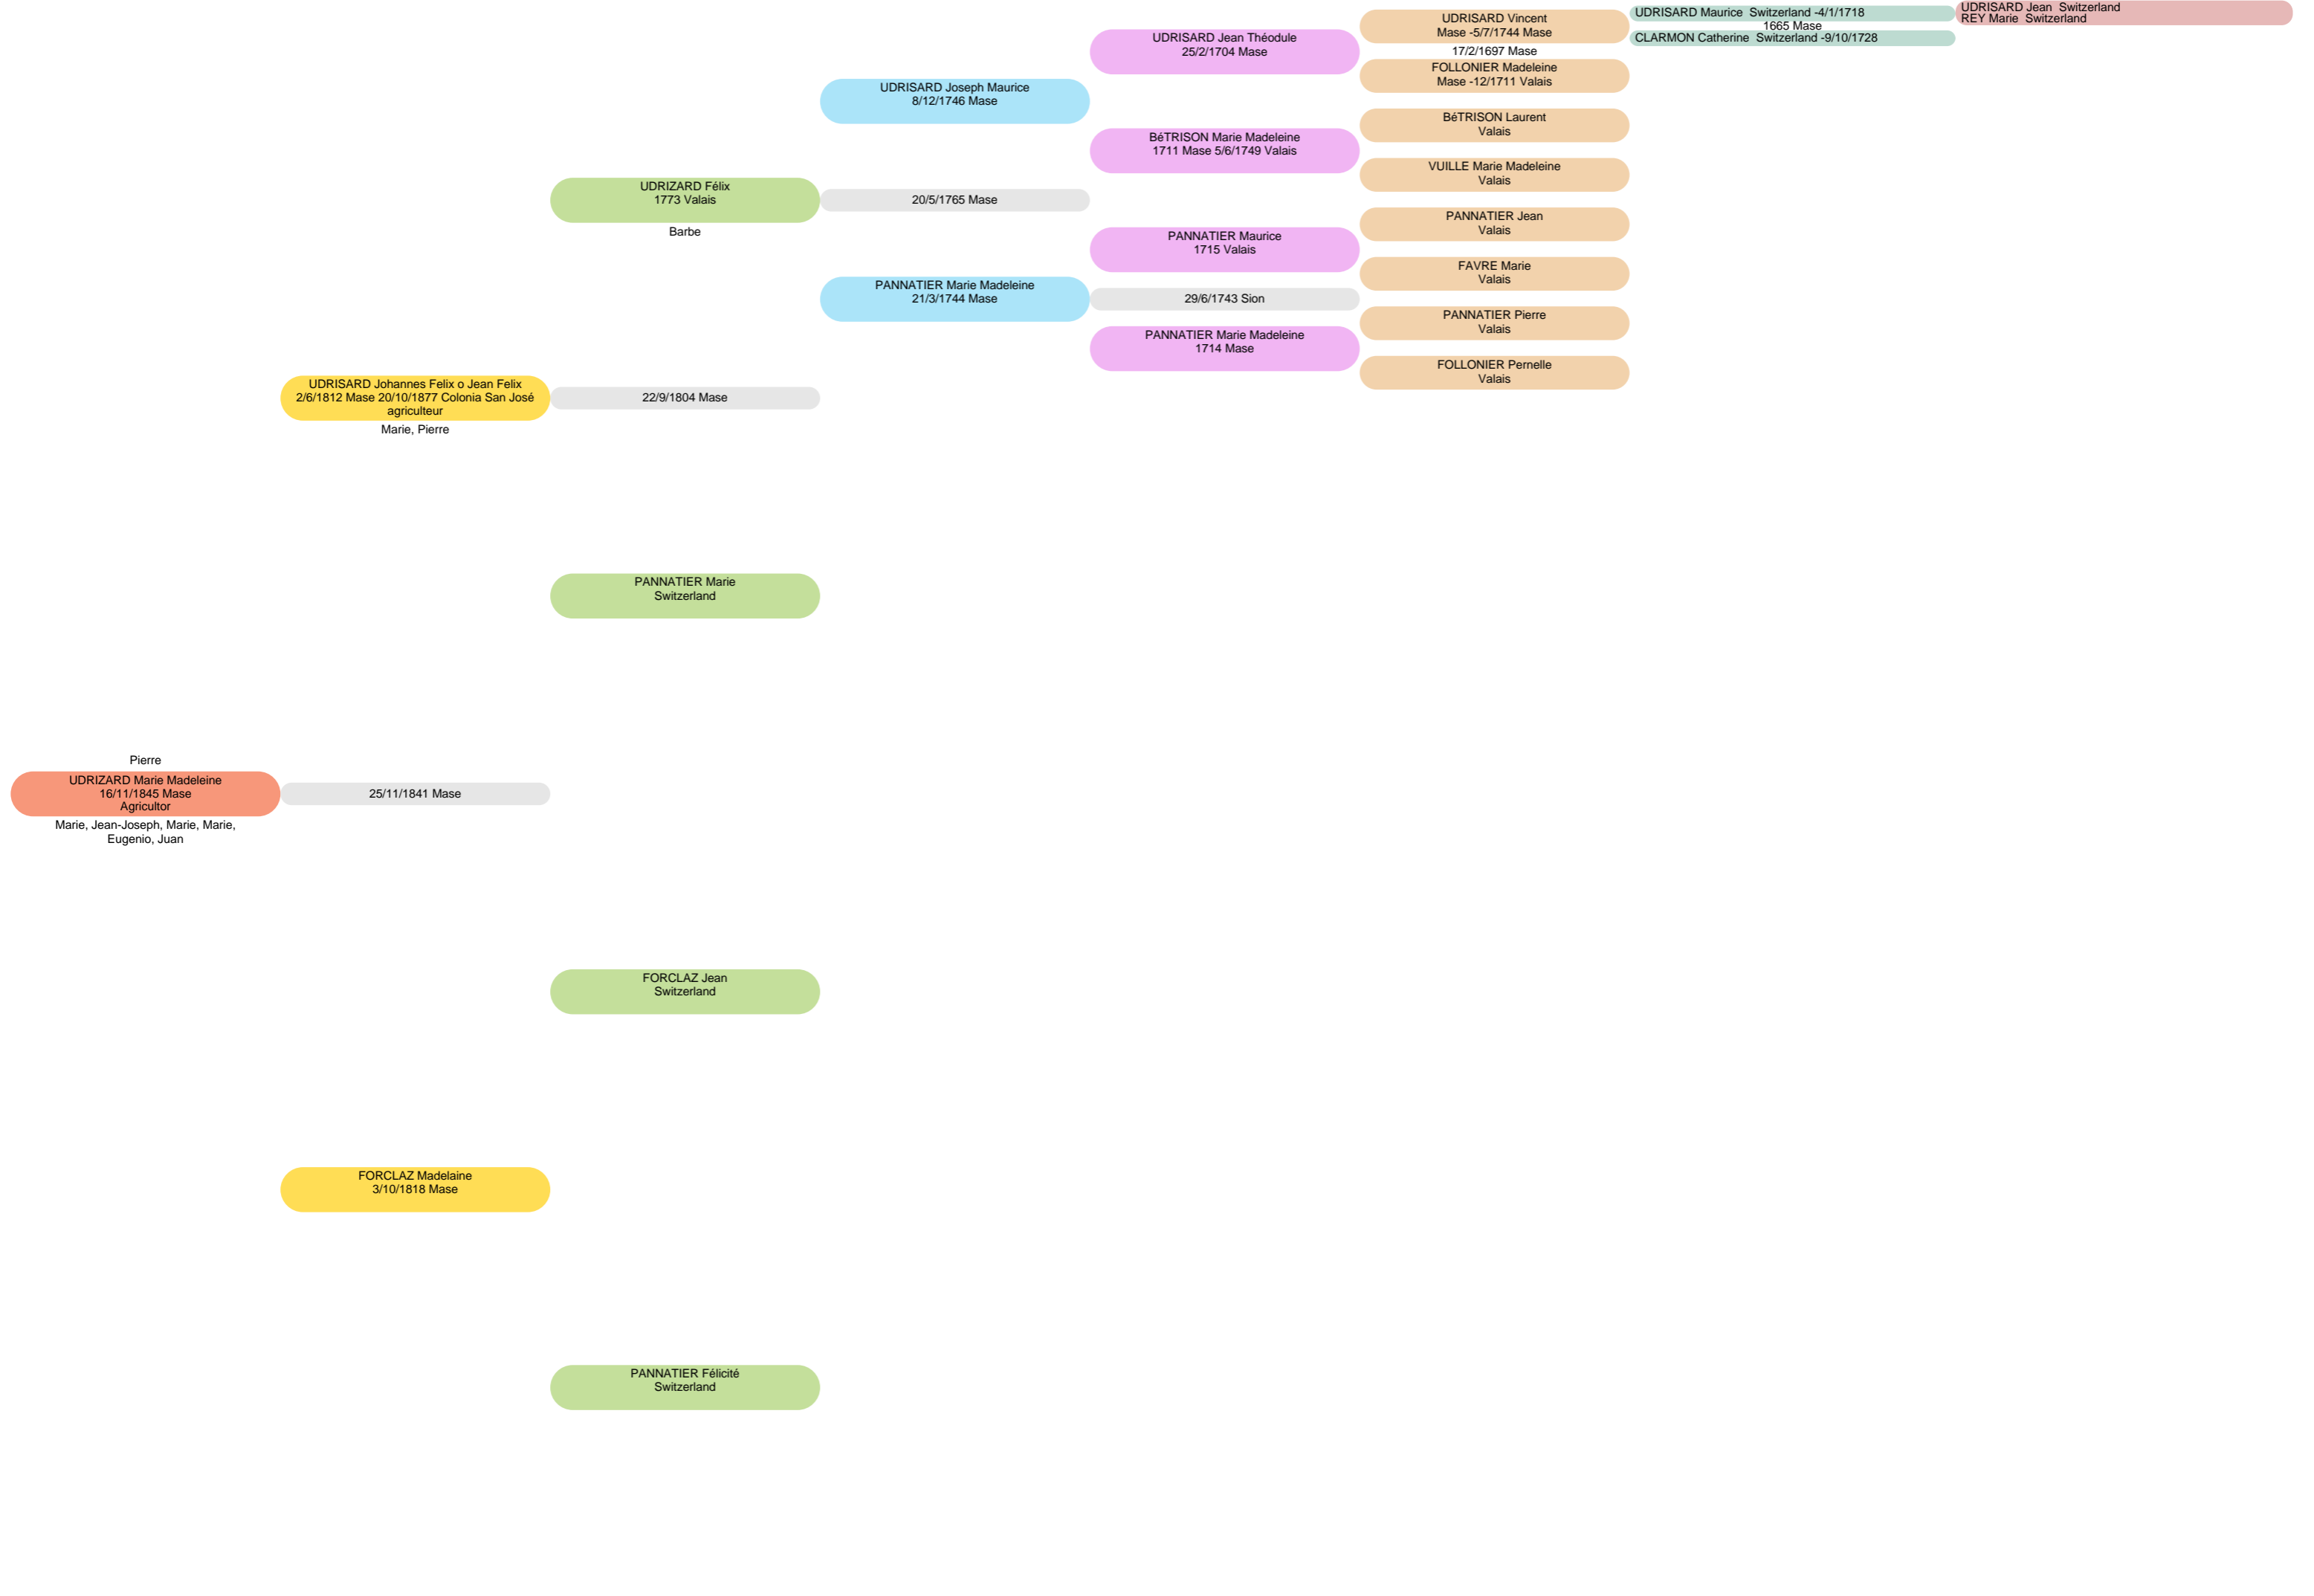 UDRISARD Jean  Switzerland
REY Marie  Switzerland
UDRISARD Maurice  Switzerland -4/1/1718
1665 Mase
CLARMON Catherine  Switzerland -9/10/1728
UDRISARD Vincent
Mase -5/7/1744 Mase
17/2/1697 Mase
FOLLONIER Madeleine
Mase -12/1711 Valais
UDRISARD Jean Théodule
25/2/1704 Mase
UDRISARD Joseph Maurice
8/12/1746 Mase
BéTRISON Laurent
Valais
BéTRISON Marie Madeleine
1711 Mase 5/6/1749 Valais
VUILLE Marie Madeleine
Valais
UDRIZARD Félix
1773 Valais
Barbe
20/5/1765 Mase
PANNATIER Jean
Valais
PANNATIER Maurice
1715 Valais
FAVRE Marie
Valais
PANNATIER Marie Madeleine
21/3/1744 Mase
29/6/1743 Sion
PANNATIER Pierre
Valais
PANNATIER Marie Madeleine
1714 Mase
FOLLONIER Pernelle
Valais
UDRISARD Johannes Felix o Jean Felix
2/6/1812 Mase 20/10/1877 Colonia San José
agriculteur
Marie, Pierre
22/9/1804 Mase
PANNATIER Marie
Switzerland
Pierre
UDRIZARD Marie Madeleine
16/11/1845 Mase
Agricultor
Marie, Jean-Joseph, Marie, Marie,
Eugenio, Juan
25/11/1841 Mase
FORCLAZ Jean
Switzerland
FORCLAZ Madelaine
3/10/1818 Mase
PANNATIER Félicité
Switzerland